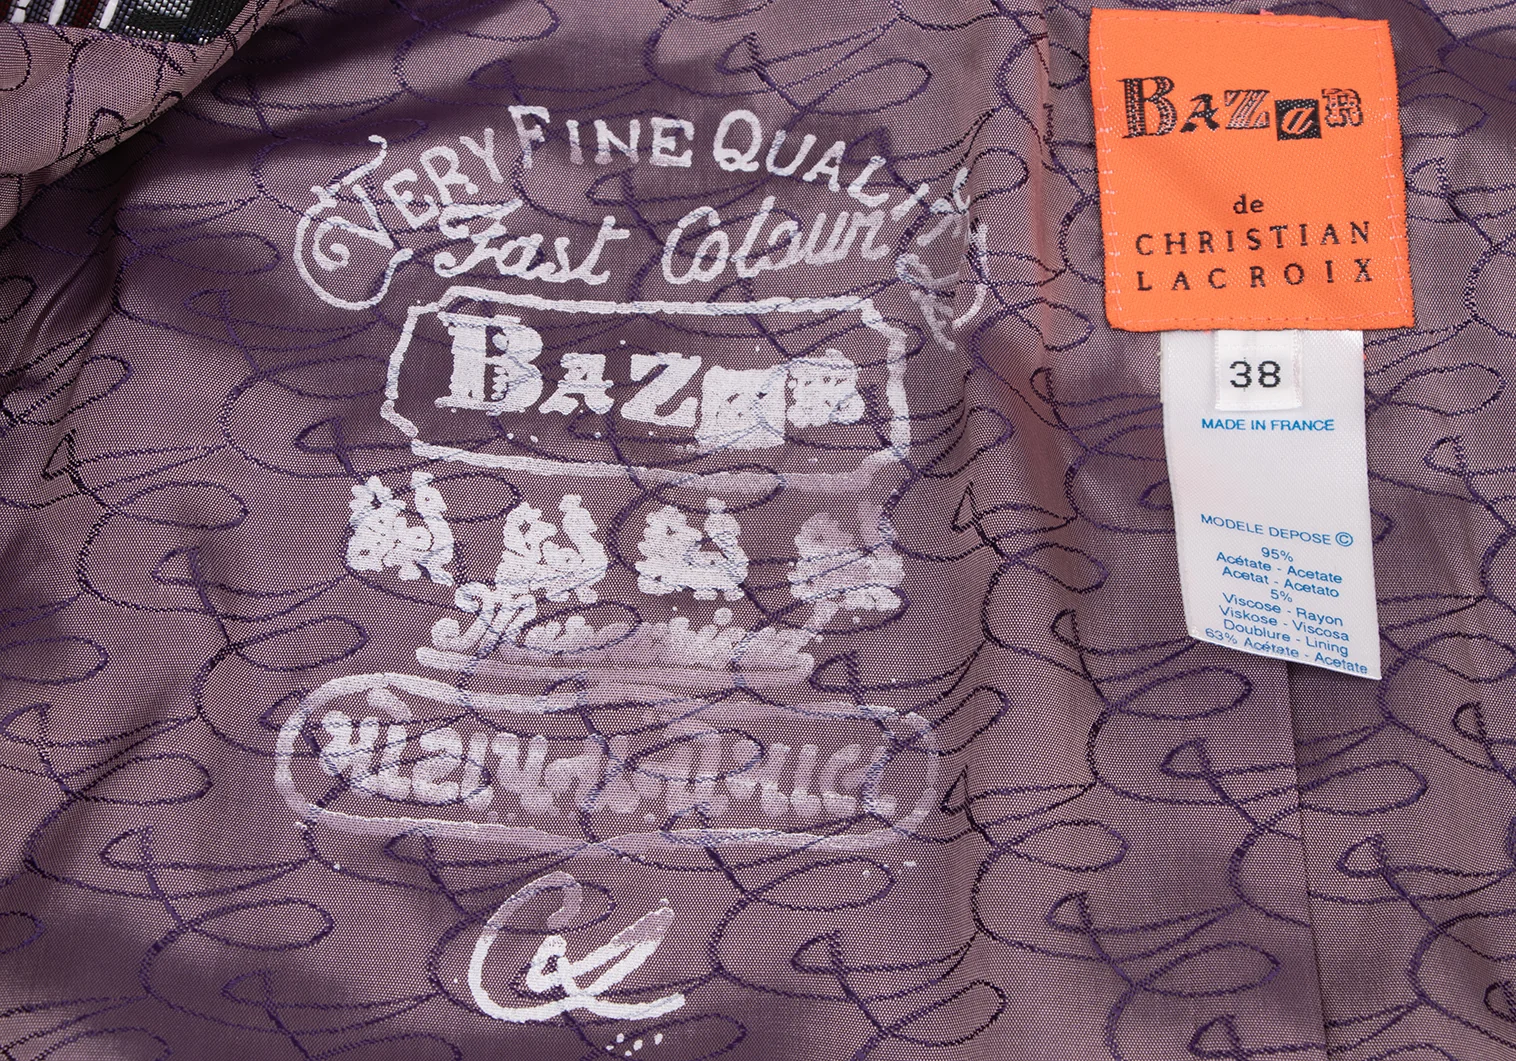 VERY FINE QUALITY
Fast Colour
BAZaR
BAZaR
de
CHRISTIAN
LACROIX
38
MADE IN FRANCE
MODELE DEPOSE ©
95%
Acétate - Acetate
Acetat - Acetato
5%
Viscose - Rayon
Viskose - Viscosa
Doublure - Lining
63% Acétate - Acetate